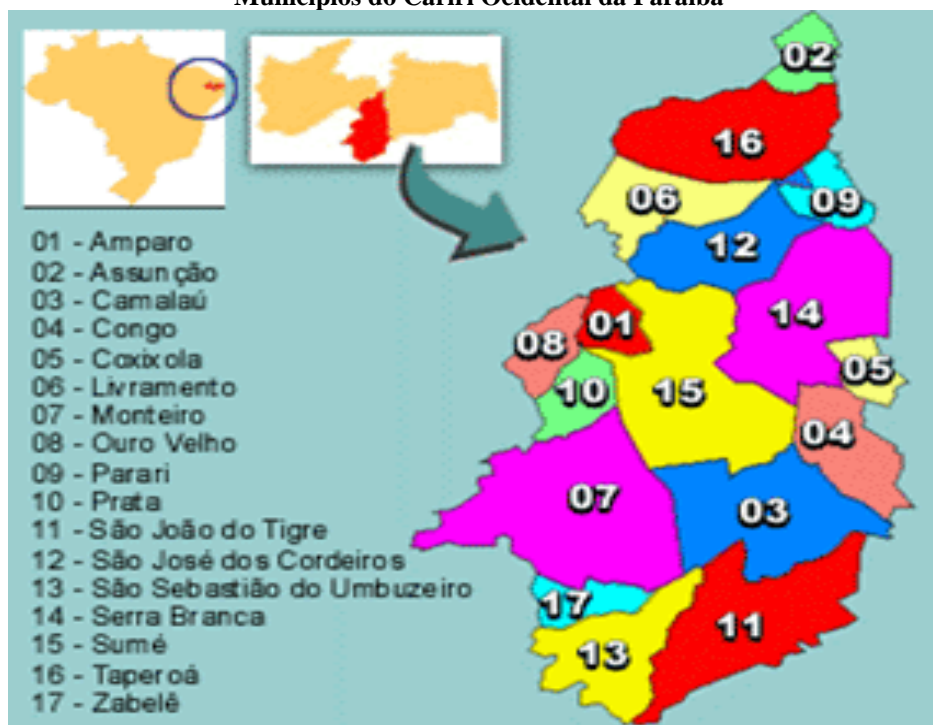 Municípios do Cariri Ocidental da Paraíba
01 - Amparo
02 - Assunção
03 - Camalaú
04 - Congo
05 - Coxixola
06 - Livramento
07 - Monteiro
08 - Ouro Velho
09 - Parari
10 - Prata
11 - São João do Tigre
12 - São José dos Cordeiros
13 - São Sebastião do Umbuzeiro
14 - Serra Branca
15 - Sumé
16 - Taperoá
17 - Zabelê
02
16
06
09
12
14
01
08
05
10
15
04
07
03
17
11
13